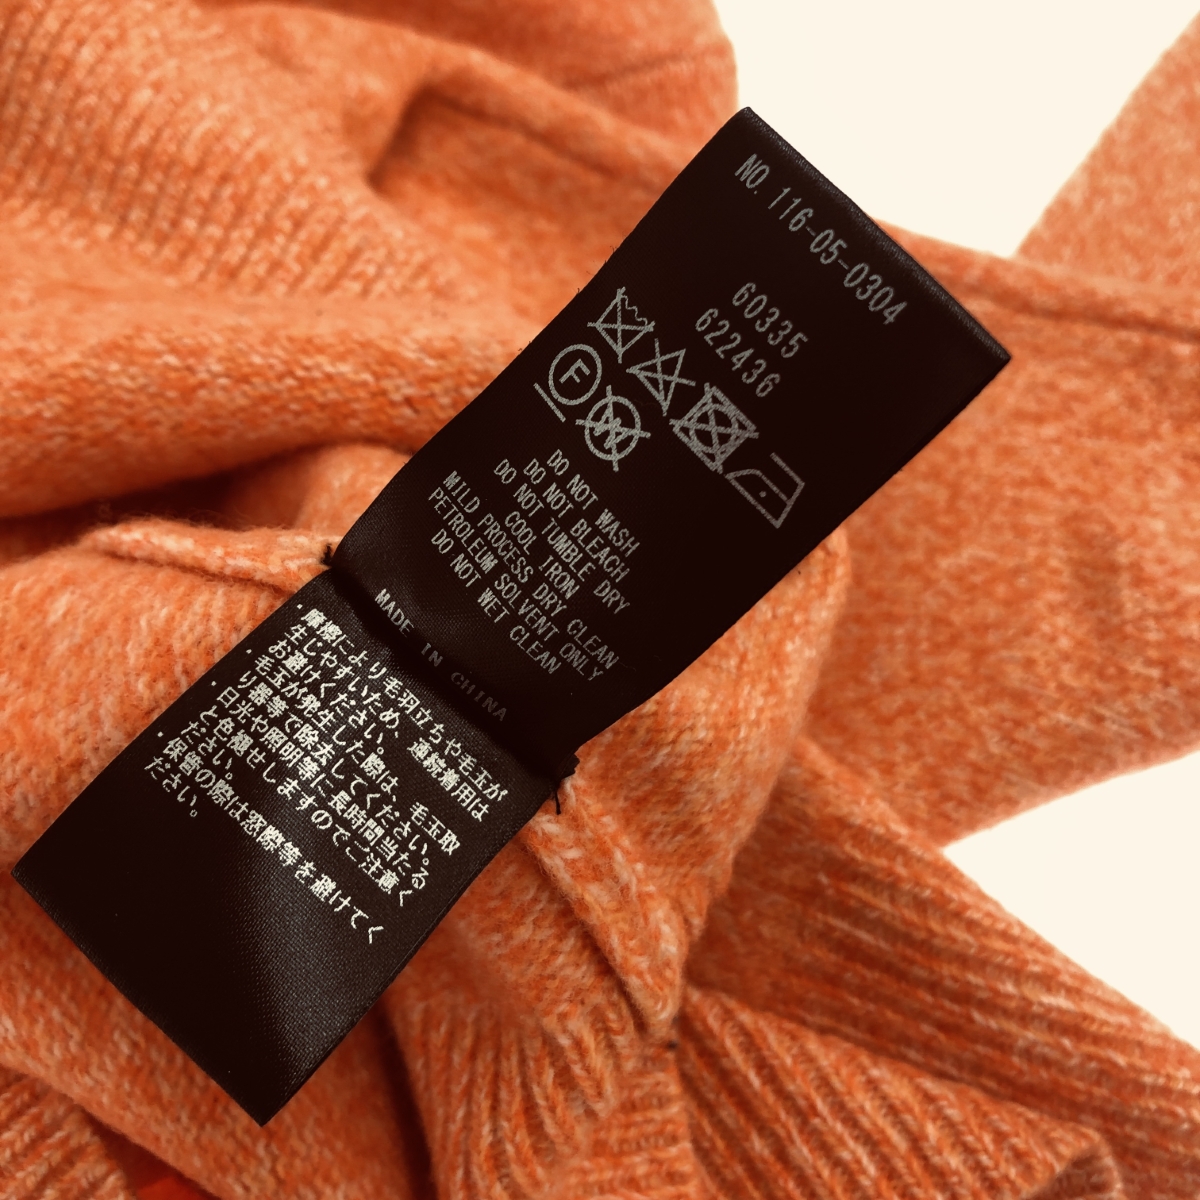 NO. 116-05-0304
60335
622436
F
W
DO NOT WASH
DO NOT BLEACH
DO NOT TUMBLE DRY
COOL IRON
MILD PROCESS DRY CLEAN
PETROLEUM SOLVENT ONLY
DO NOT WET CLEAN
MADE IN CHINA
・摩擦により毛羽立ちや毛玉が
生じやすいため、連続着用は
お避けください。
・毛玉が発生した際は、毛玉取
り器等で除去してください。
・日光や照明等に長時間当たる
と色褪せしますのでご注意く
ださい。
・保管の際は窓際等を避けてく
ださい。